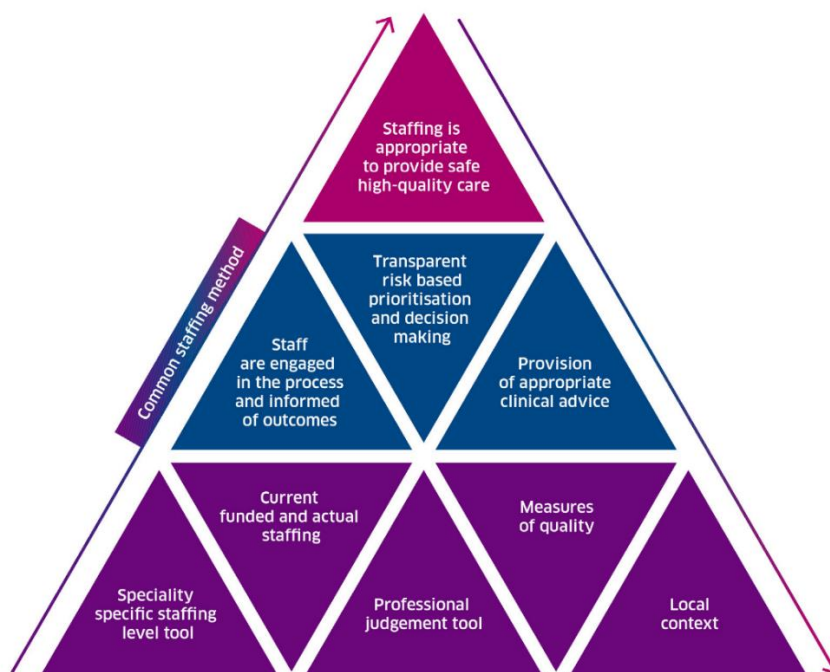 Staffing is
appropriate
to provide safe
high-quality care
Common staffing method
Transparent
risk based
prioritisation
and decision
making
Staff
are engaged
in the process
and informed
of outcomes
Provision
of appropriate
clinical advice
Current
funded and actual
staffing
Measures
of quality
Speciality
specific staffing
level tool
Professional
judgement tool
Local
context